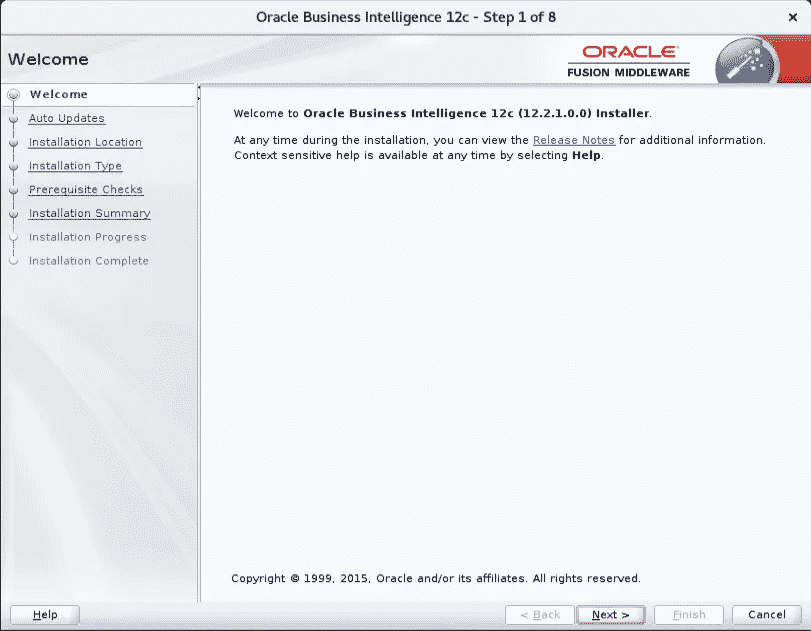 Oracle Business Intelligence 12c - Step 1 of 8
Welcome
ORACLE
FUSION MIDDLEWARE
Welcome
Auto Updates
Installation Location
Installation Type
Prerequisite Checks
Installation Summary
Installation Progress
Installation Complete
Welcome to Oracle Business Intelligence 12c (12.2.1.0.0) Installer.
At any time during the installation, you can view the Release Notes for additional information.
Context sensitive help is available at any time by selecting Help.
Copyright © 1999, 2015, Oracle and/or its affiliates. All rights reserved.
Help
< Back
Next >
Finish
Cancel